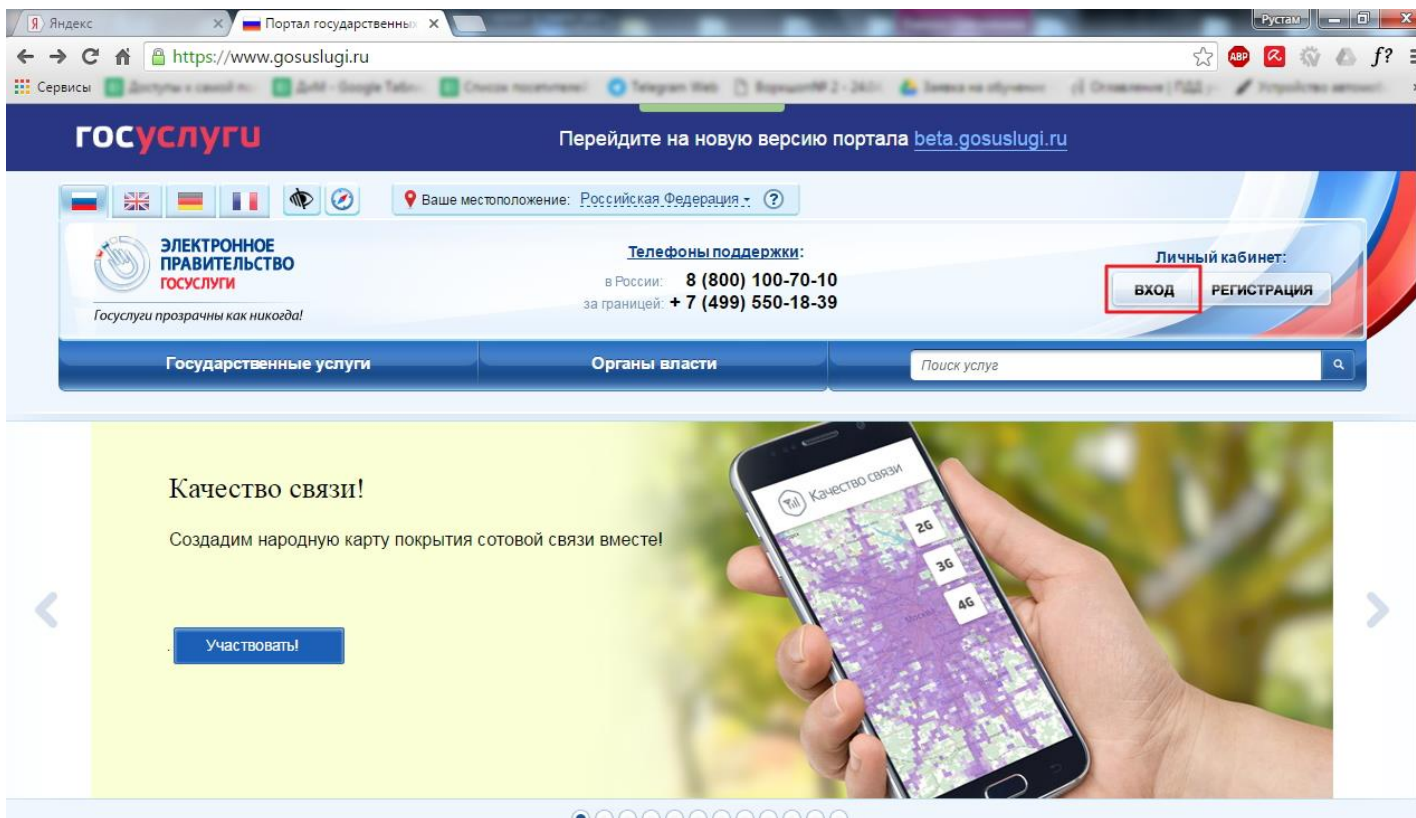 Яндекс
Портал государственных
Рустам
https://www.gosuslugi.ru
ABP
f?
Сервисы
госуслуги
Перейдите на новую версию портала beta.gosuslugi.ru
Ваше местоположение: Российская Федерация ?
ЭЛЕКТРОННОЕ
ПРАВИТЕЛЬСТВО
ГОСУСЛУГИ
Госуслуги прозрачны как никогда!
Телефоны поддержки:
в России: 8 (800) 100-70-10
за границей: + 7 (499) 550-18-39
Личный кабинет:
ВХОД РЕГИСТРАЦИЯ
Государственные услуги
Органы власти
Поиск услуг
Качество связи!
Создадим народную карту покрытия сотовой связи вместе!
Участвовать!
Качество связи
2G
3G
4G
Москва